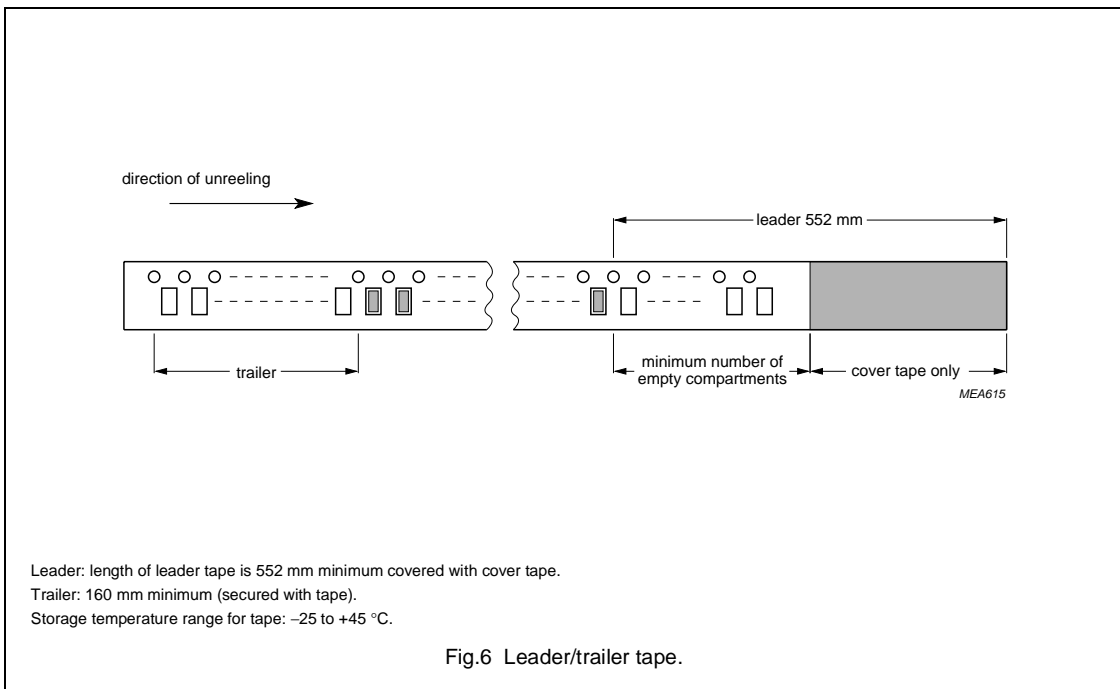 direction of unreeling
leader 552 mm
trailer
minimum number of
empty compartments
cover tape only
MEA615
Leader: length of leader tape is 552 mm minimum covered with cover tape.
Trailer: 160 mm minimum (secured with tape).
Storage temperature range for tape: −25 to +45 °C.
Fig.6 Leader/trailer tape.